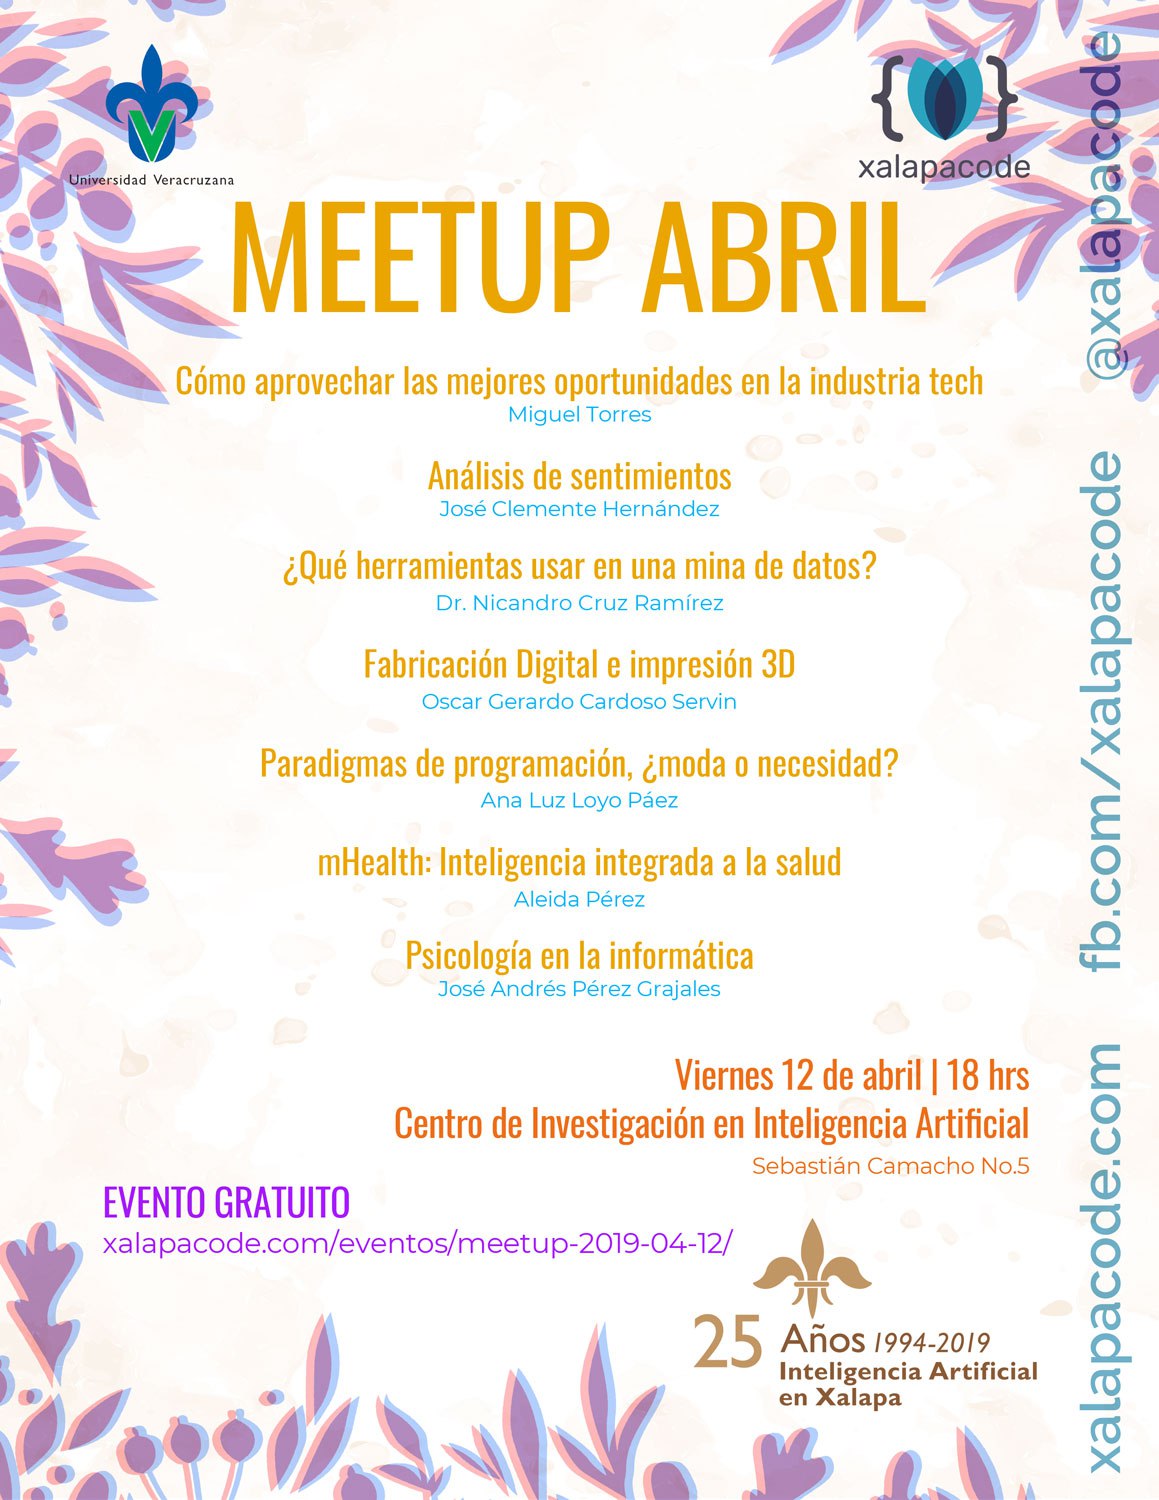 Universidad Veracruzana
{ }
xalapacode
MEETUP ABRIL
Cómo aprovechar las mejores oportunidades en la industria tech
Miguel Torres
Análisis de sentimientos
José Clemente Hernández
¿Qué herramientas usar en una mina de datos?
Dr. Nicandro Cruz Ramírez
Fabricación Digital e impresión 3D
Oscar Gerardo Cardoso Servin
Paradigmas de programación, ¿moda o necesidad?
Ana Luz Loyo Páez
mHealth: Inteligencia integrada a la salud
Aleida Pérez
Psicología en la informática
José Andrés Pérez Grajales
Viernes 12 de abril | 18 hrs
Centro de Investigación en Inteligencia Artificial
Sebastián Camacho No.5
EVENTO GRATUITO
xalapacode.com/eventos/meetup-2019-04-12/
25 Años 1994-2019
Inteligencia Artificial
en Xalapa
xalapacode.com fb.com/xalapacode @xalapacode